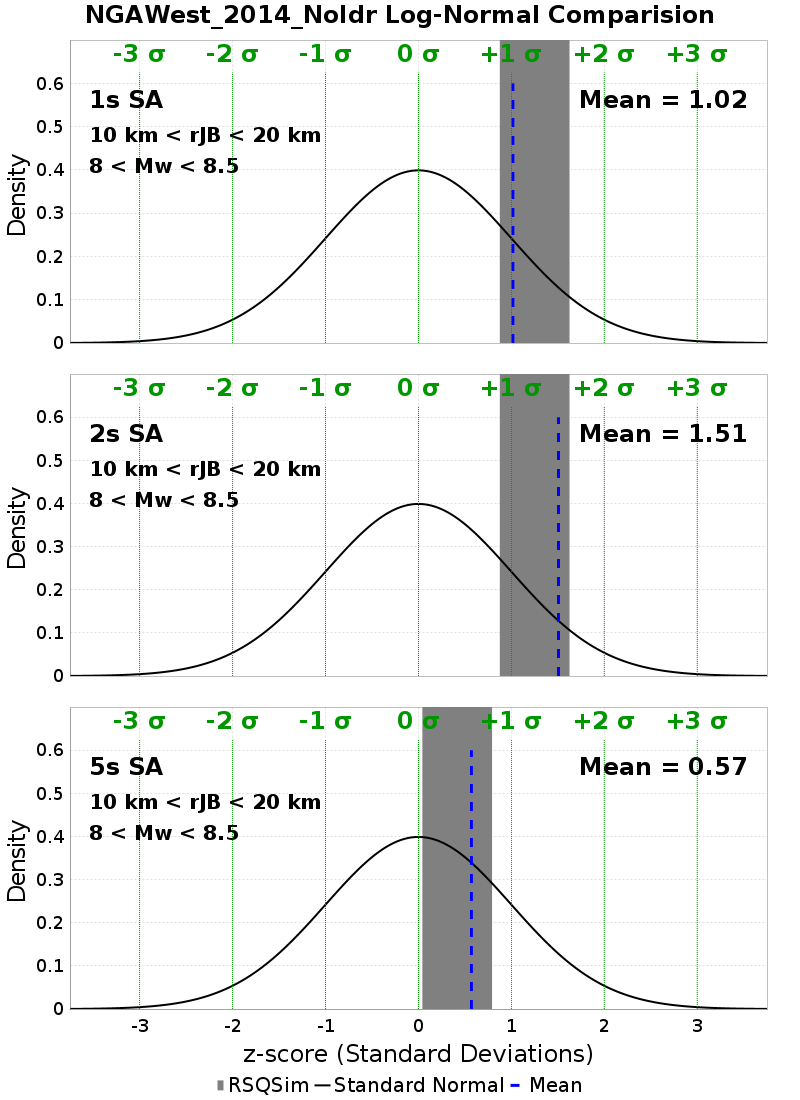 NGAWest_2014_NoIdr Log-Normal Comparision
-3 σ -2 σ -1 σ 0 σ +1 σ +2 σ +3 σ
1s SA
Mean = 1.02
10 km < rJB < 20 km
8 < Mw < 8.5
Density
0.6
0.5
0.4
0.3
0.2
0.1
0
-3 σ -2 σ -1 σ 0 σ +1 σ +2 σ +3 σ
2s SA
Mean = 1.51
10 km < rJB < 20 km
8 < Mw < 8.5
Density
0.6
0.5
0.4
0.3
0.2
0.1
0
-3 σ -2 σ -1 σ 0 σ +1 σ +2 σ +3 σ
5s SA
Mean = 0.57
10 km < rJB < 20 km
8 < Mw < 8.5
Density
0.6
0.5
0.4
0.3
0.2
0.1
0
-3 -2 -1 0 1 2 3
z-score (Standard Deviations)
RSQSim Standard Normal Mean